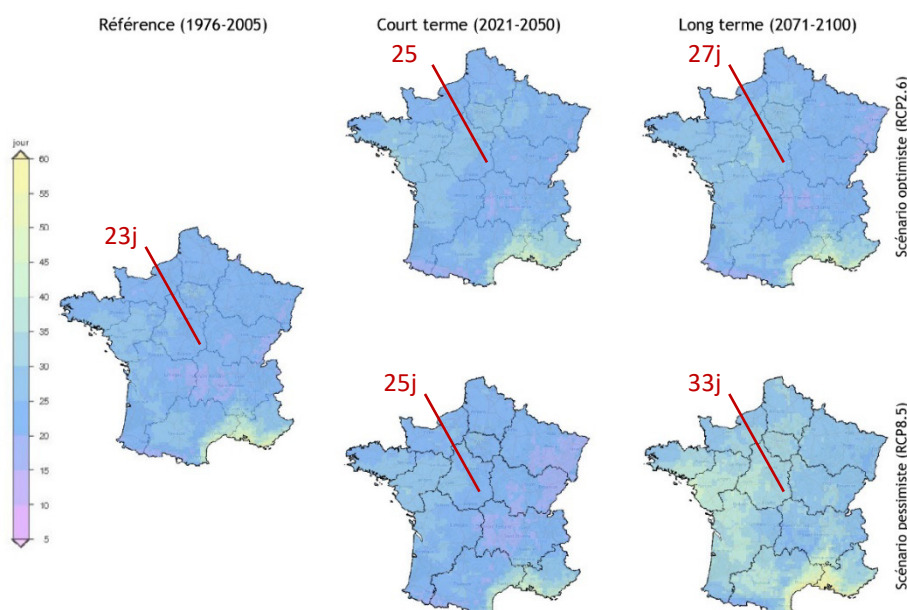 Référence (1976-2005)
Court terme (2021-2050)
Long terme (2071-2100)
25
27j
Scénario optimiste (RCP2.6)
jour
60
55
50
45
40
35
30
25
20
15
10
5
23j
25j
33j
Scénario pessimiste (RCP8.5)